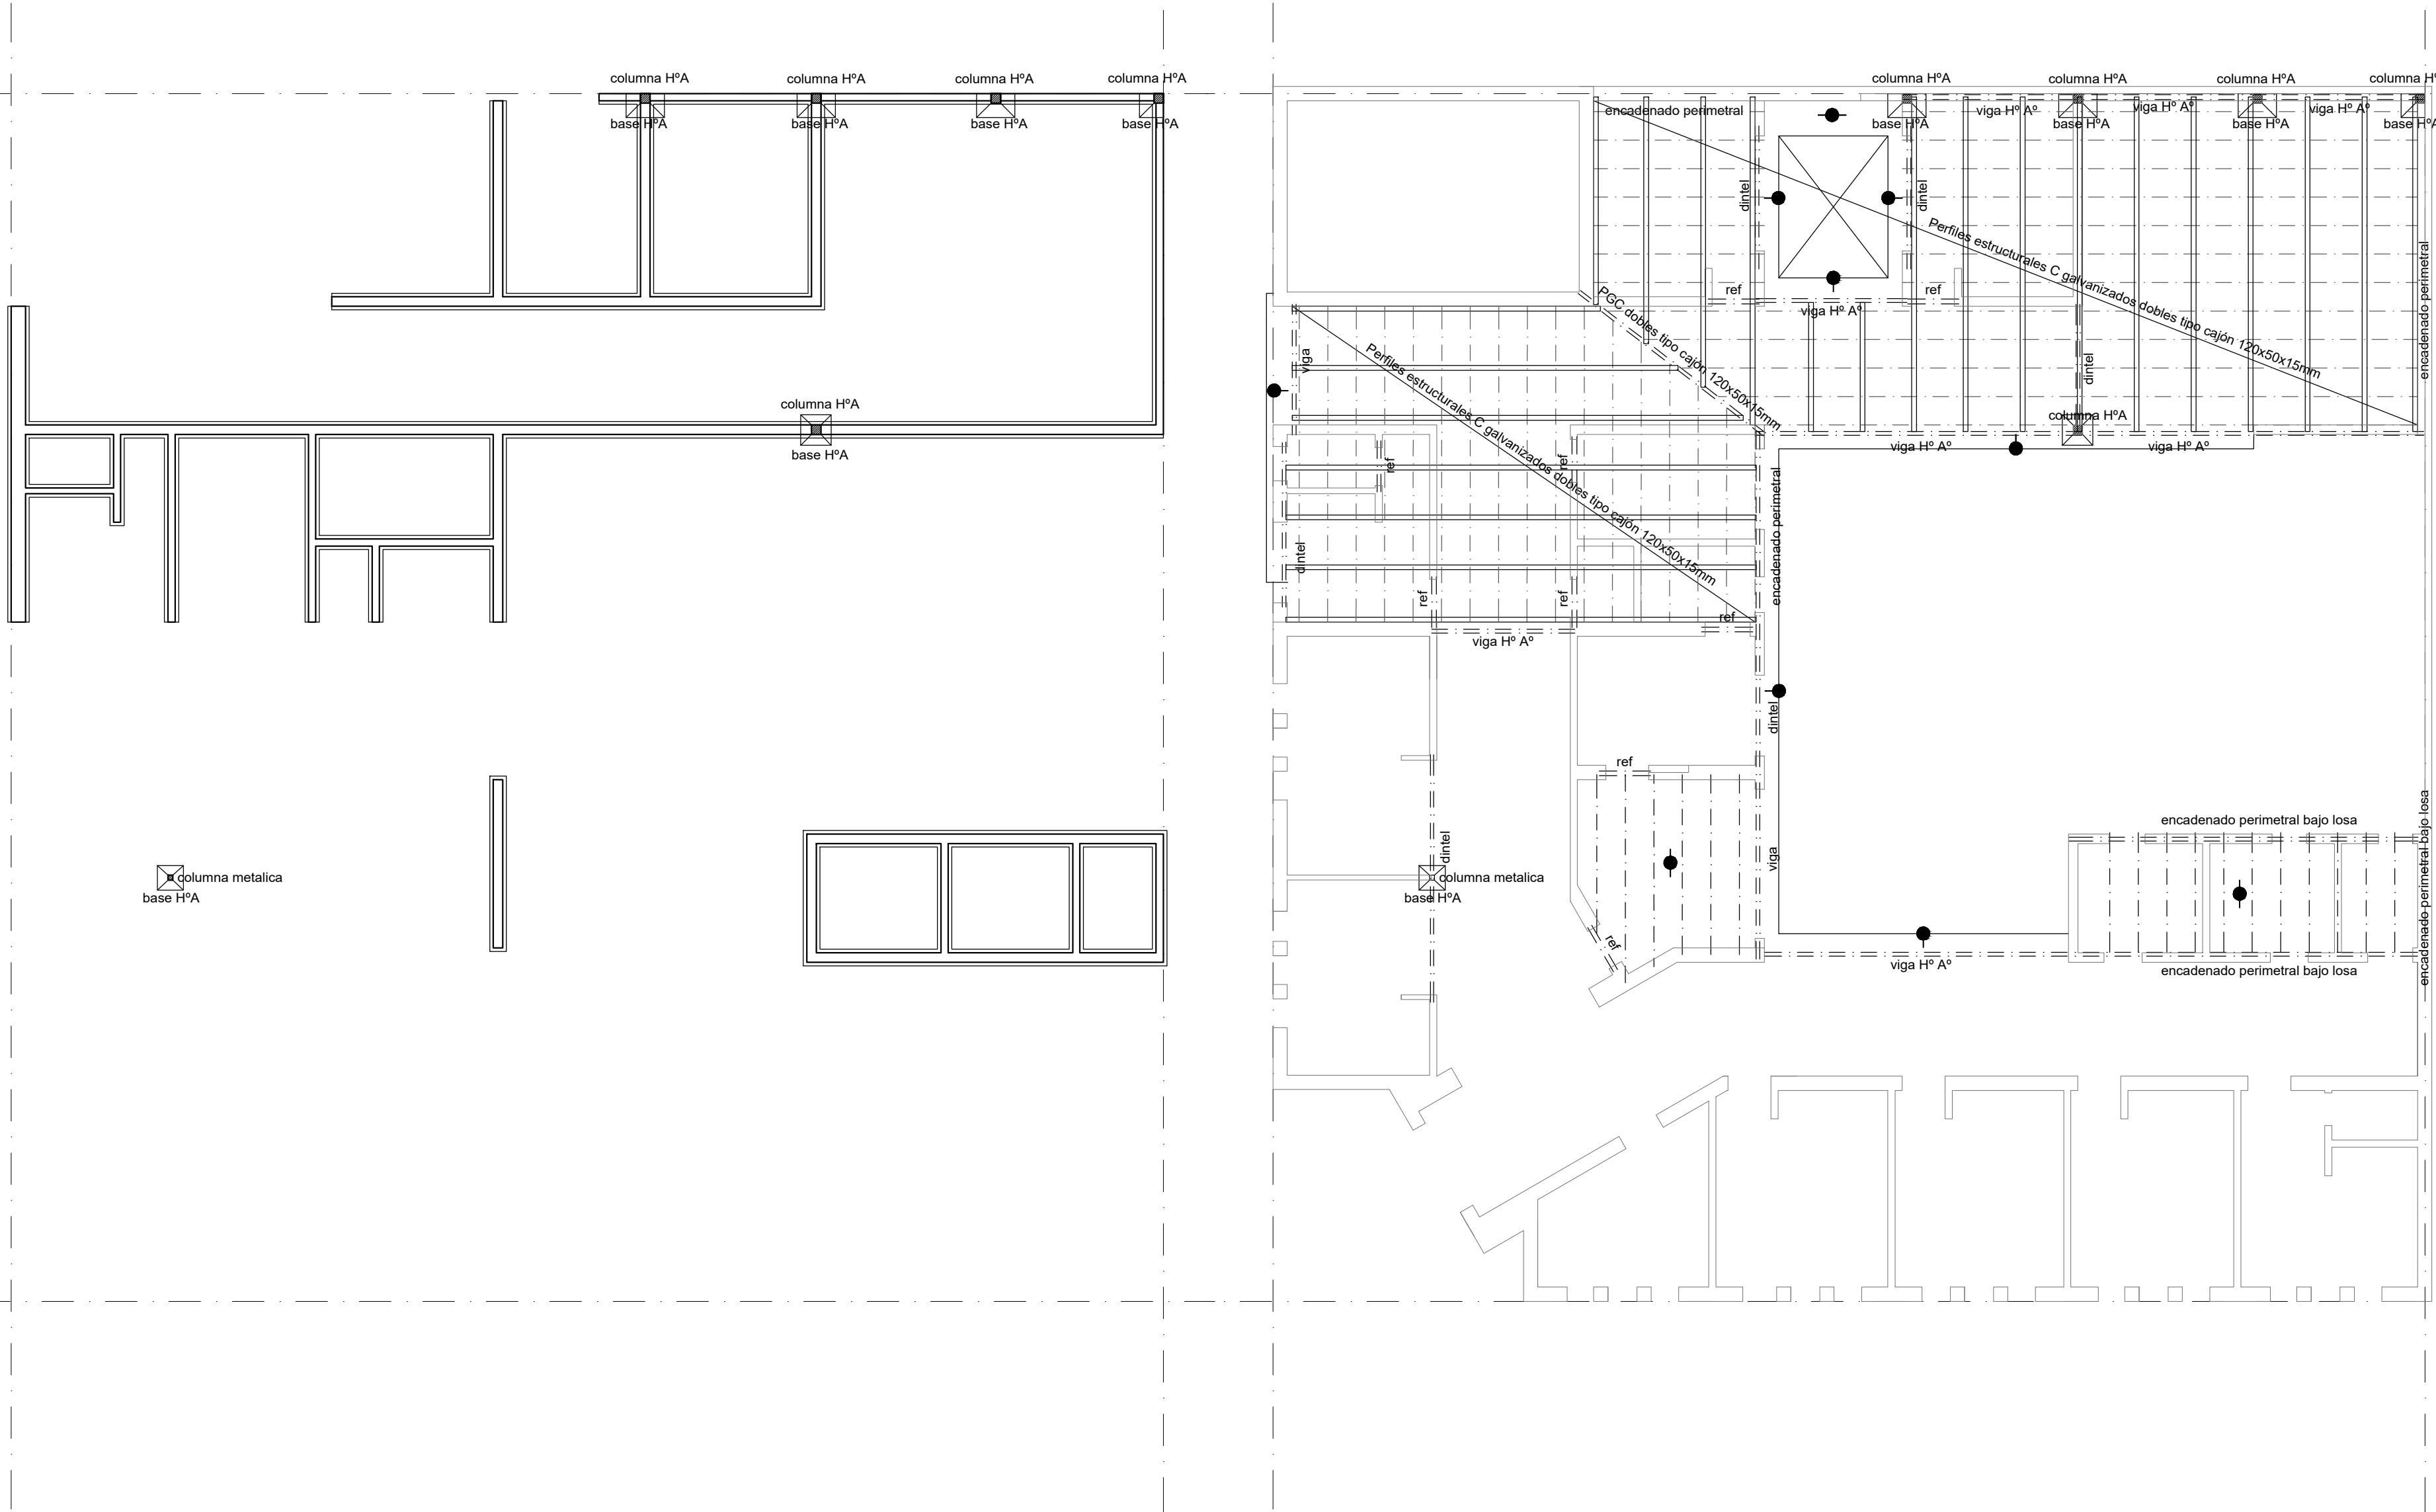 columna HºA
columna HºA
columna HºA
columna HºA
base HºA
base HºA
base HºA
base HºA
columna HºA
base HºA
columna metalica
base HºA
columna HºA
columna HºA
columna HºA
columna Hº
encadenado perimetral
viga Hº Aº
viga Hº Aº
viga Hº Aº
base HºA
base HºA
base HºA
base HºA
dintel
dintel
Perfiles estructurales C galvanizados dobles tipo cajón 120x50x15mm
encadenado perimetral
ref
ref
viga Hº Aº
PGC dobles tipo cajón 120x50x15mm
viga
Perfiles estructurales C galvanizados dobles tipo cajón 120x50x15mm
dintel
columna HºA
viga Hº Aº
viga Hº Aº
ref
ref
encadenado perimetral
dintel
ref
ref
ref
viga Hº Aº
dintel
ref
dintel
viga
columna metalica
base HºA
ref
viga Hº Aº
encadenado perimetral bajo losa
encadenado perimetral bajo losa
encadenado perimetral bajo losa